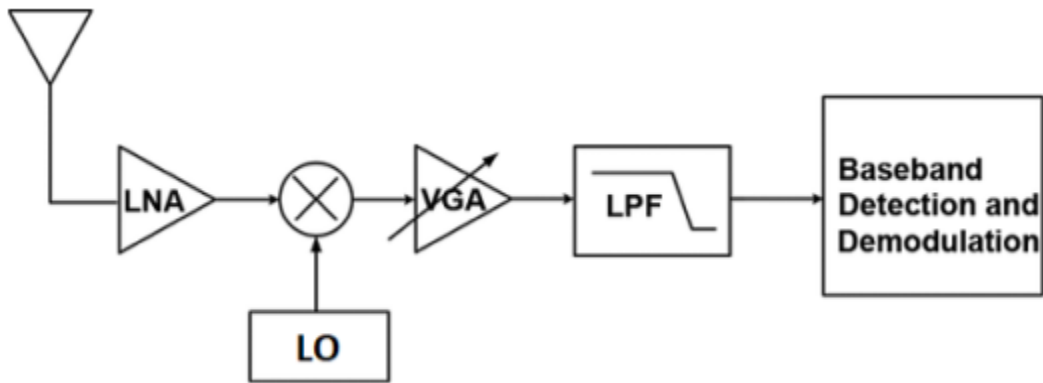 LNA
VGA
LPF
Baseband
Detection and
Demodulation
LO